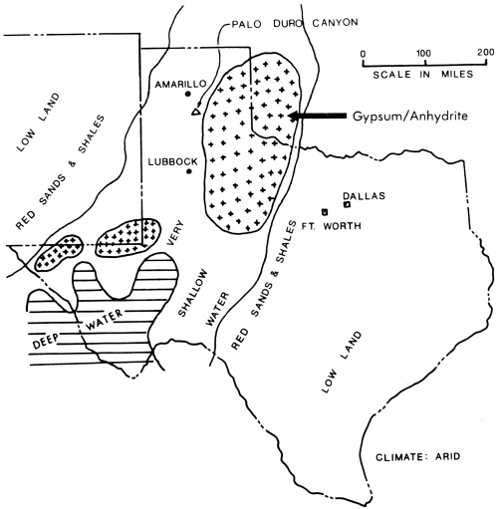 PALO DURO CANYON
0 100 200
SCALE IN MILES
AMARILLO
Gypsum/Anhydrite
LOW LAND
RED SANDS & SHALES
LUBBOCK
DALLAS
FT. WORTH
VERY
SHALLOW
WATER
RED SANDS & SHALES
DEEP WATER
LOW LAND
CLIMATE: ARID